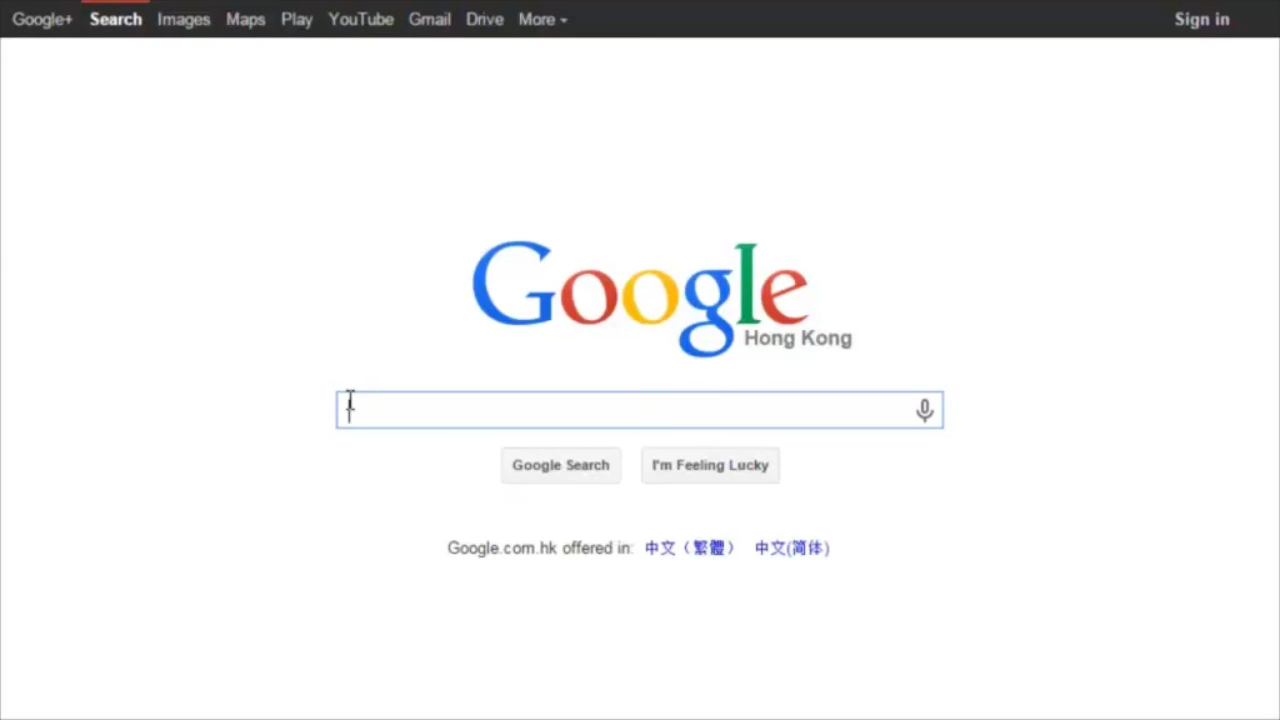 Google+ Search Images Maps Play YouTube Gmail Drive More Sign in
Google
Hong Kong
Google Search I'm Feeling Lucky
Google.com.hk offered in: 中文（繁體） 中文(简体)